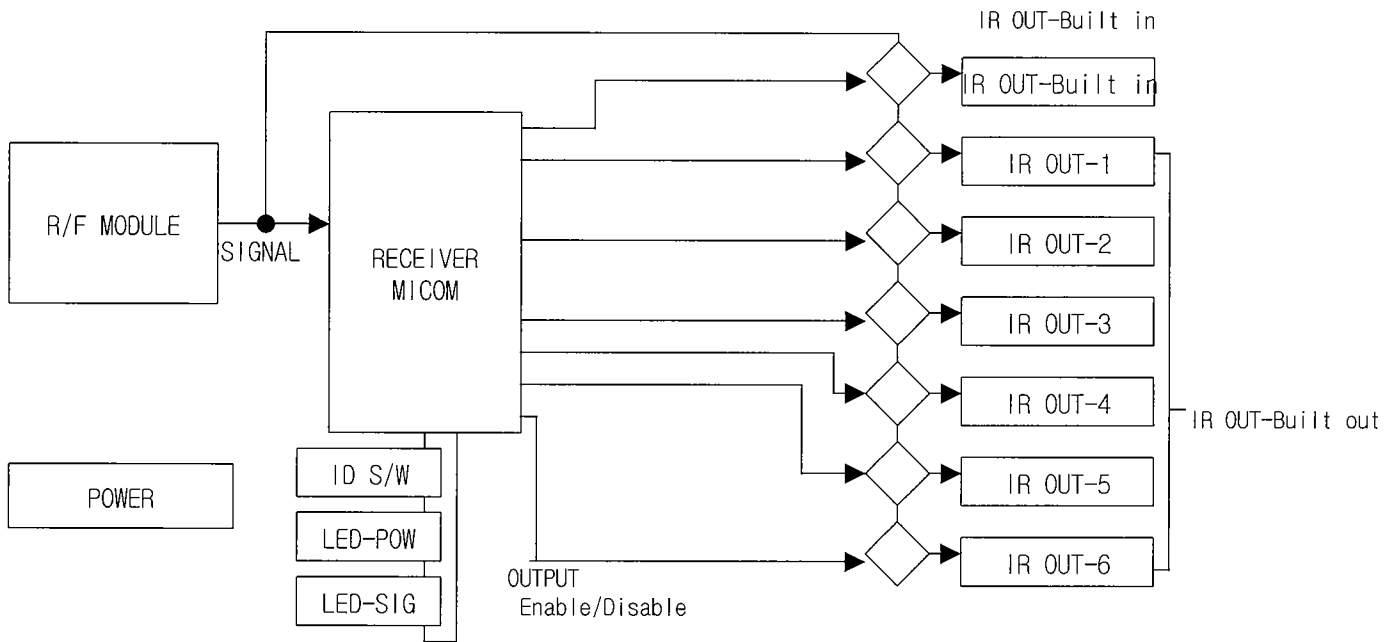 IR OUT-Built in
IR OUT-Built in
IR OUT-1
R/F MODULE
SIGNAL
RECEIVER
MICOM
IR OUT-2
IR OUT-3
IR OUT-4
IR OUT-Built out
ID S/W
POWER
IR OUT-5
LED-POW
IR OUT-6
OUTPUT
Enable/Disable
LED-SIG